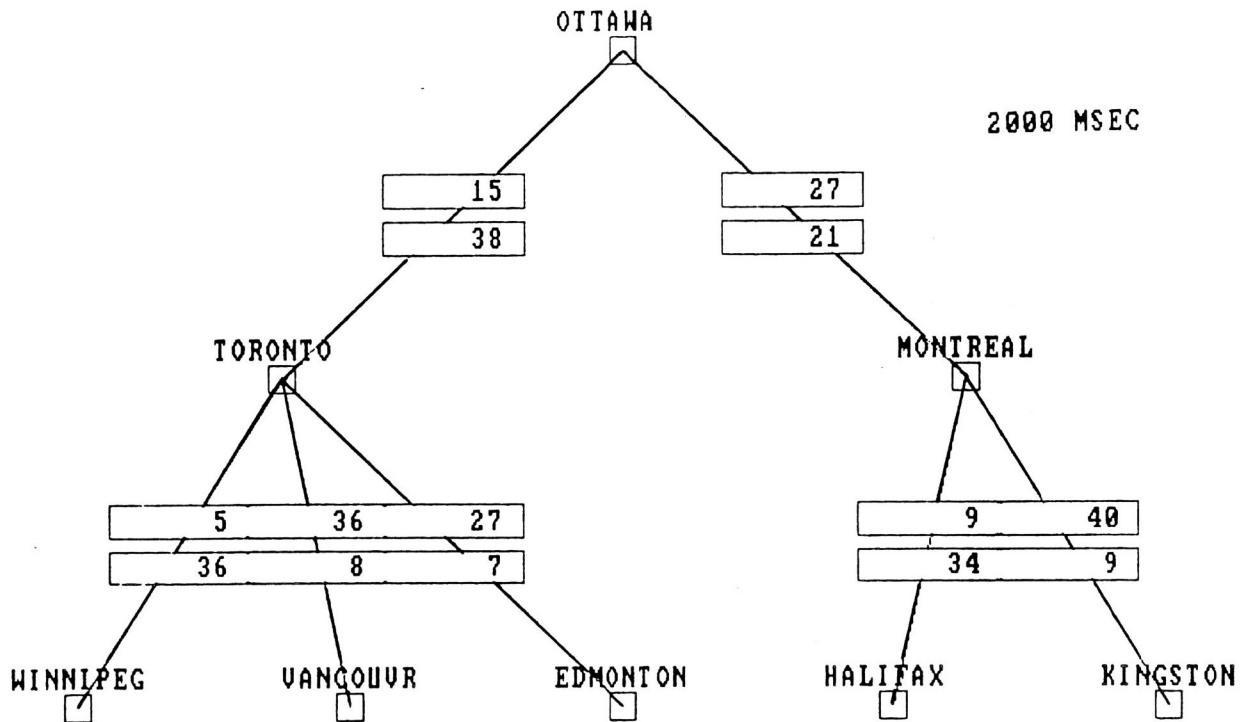 OTTAWA
2000 MSEC
15 27
38 21
TORONTO MONTREAL
5 36 27 9 40
36 8 7 34 9
WINNIPEG VANCOUVR EDMONTON HALIFAX KINGSTON